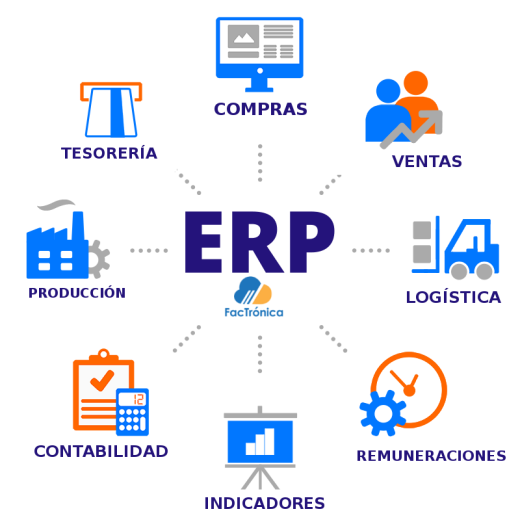 COMPRAS
TESORERÍA
VENTAS
ERP
FacTrónica
PRODUCCIÓN
LOGÍSTICA
12
CONTABILIDAD
REMUNERACIONES
INDICADORES